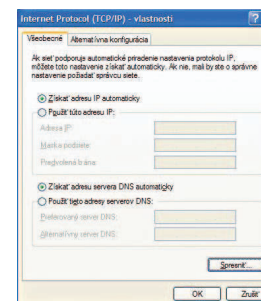 Internet Protocol (TCP/IP) - vlastnosti
Všeobecné Alternatívna konfigurácia
Ak sieť podporuje automatické priradenie nastavenia protokolu IP,
môžete toto nastavenie získať automaticky. Ak nie, mali by ste o správne
nastavenie požiadať správcu siete.
Získať adresu IP automaticky
Použiť túto adresu IP:
Adresa IP:
Maska podsiete:
Predvolená brána:
Získať adresu servera DNS automaticky
Použiť tieto adresy serverov DNS:
Preferovaný server DNS:
Alternatívny server DNS:
Spresniť...
OK Zrušiť